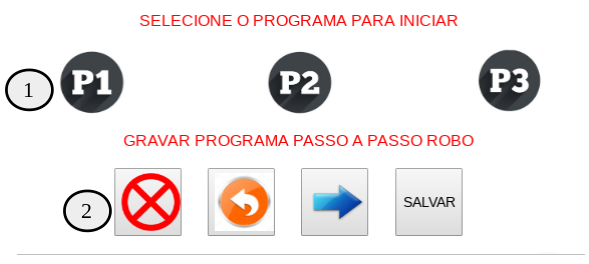 SELECIONE O PROGRAMA PARA INICIAR
1 P1 P2 P3
GRAVAR PROGRAMA PASSO A PASSO ROBO
2 SALVAR